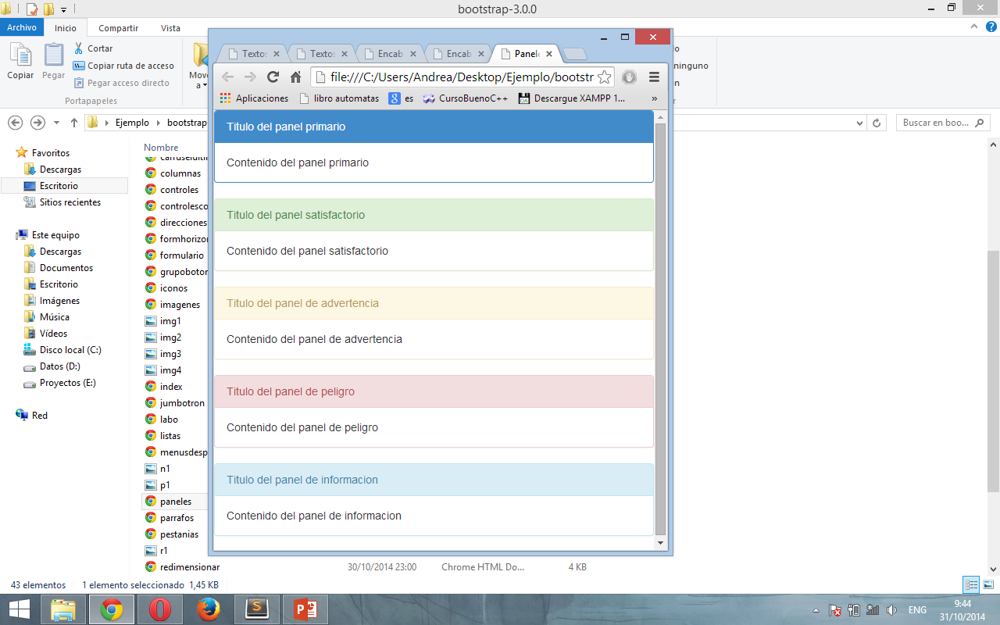 bootstrap-3.0.0
Archivo Inicio Compartir Vista
Copiar
Pegar
Cortar
Copiar ruta de acceso
Pegar acceso directo
Portapapeles
Move
a
ninguno
Textos Textos Encab Encab Panele
file:///C:/Users/Andrea/Desktop/Ejemplo/bootstr
Aplicaciones libro automatas es CursoBuenoC++ Descargue XAMPP 1... »
Ejemplo bootstrap
Buscar en boo...
Favoritos
Descargas
Escritorio
Sitios recientes
Este equipo
Descargas
Documentos
Escritorio
Imágenes
Música
Vídeos
Disco local (C:)
Datos (D:)
Proyectos (E:)
Red
Nombre
columnas
controles
controlesco
direcciones
formhorizor
formulario
grupobotor
iconos
imagenes
img1
img2
img3
img4
index
jumbotron
labo
listas
menusdesp
n1
p1
paneles
parrafos
pestanias
r1
redimensionar 30/10/2014 23:00 Chrome HTML Do... 4 KB
Titulo del panel primario
Contenido del panel primario
Titulo del panel satisfactorio
Contenido del panel satisfactorio
Titulo del panel de advertencia
Contenido del panel de advertencia
Titulo del panel de peligro
Contenido del panel de peligro
Titulo del panel de informacion
Contenido del panel de informacion
43 elementos 1 elemento seleccionado 1,45 KB
ENG
9:44
31/10/2014